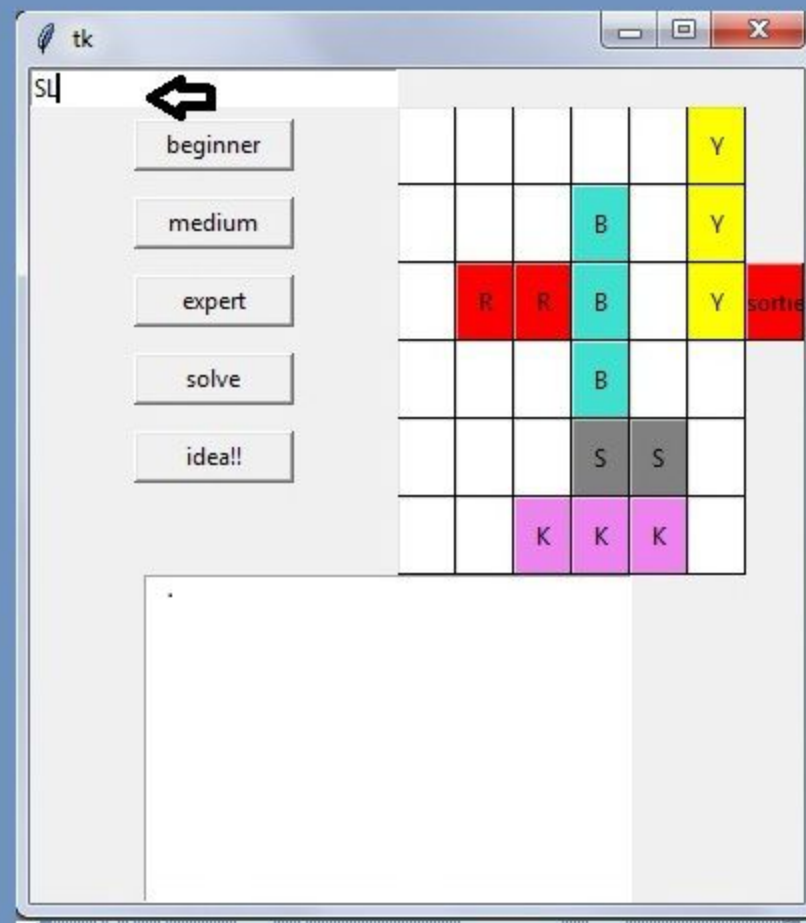 tk
SL
beginner
Y
medium
B
Y
expert
R R B Y sortie
solve
B
idea!!
S S
K K K
.